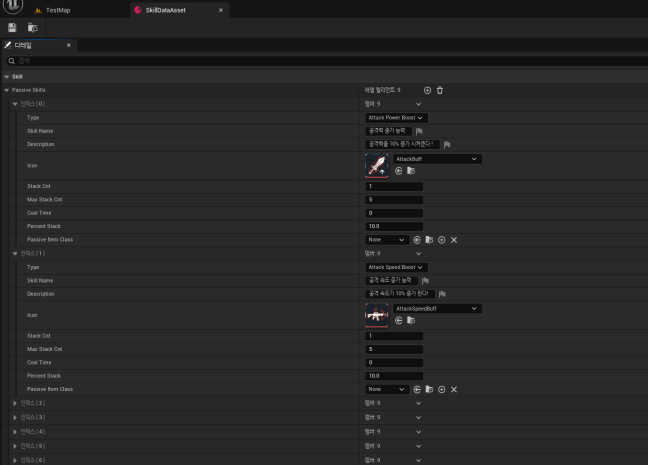 TestMap
SkillDataAsset
디테일
검색
Skill
Passive Skills 배열 엘리먼트: 9
인덱스 [ 0 ] 멤버: 9
Type Attack Power Boost
Skill Name 공격력 증가 능력
Description 공격력을 10% 증가 시켜준다!
Icon AttackBuff
Stack Cnt 1
Max Stack Cnt 5
Cool Time 0
Percent Stack 10.0
Passive Item Class None
인덱스 [ 1 ] 멤버: 9
Type Attack Speed Boost
Skill Name 공격 속도 증가 능력
Description 공격 속도가 10% 증가 된다!
Icon AttackSpeedBuff
Stack Cnt 1
Max Stack Cnt 5
Cool Time 0
Percent Stack 10.0
Passive Item Class None
인덱스 [ 2 ] 멤버: 9
인덱스 [ 3 ] 멤버: 9
인덱스 [ 4 ] 멤버: 9
인덱스 [ 5 ] 멤버: 9
인덱스 [ 6 ] 멤버: 9